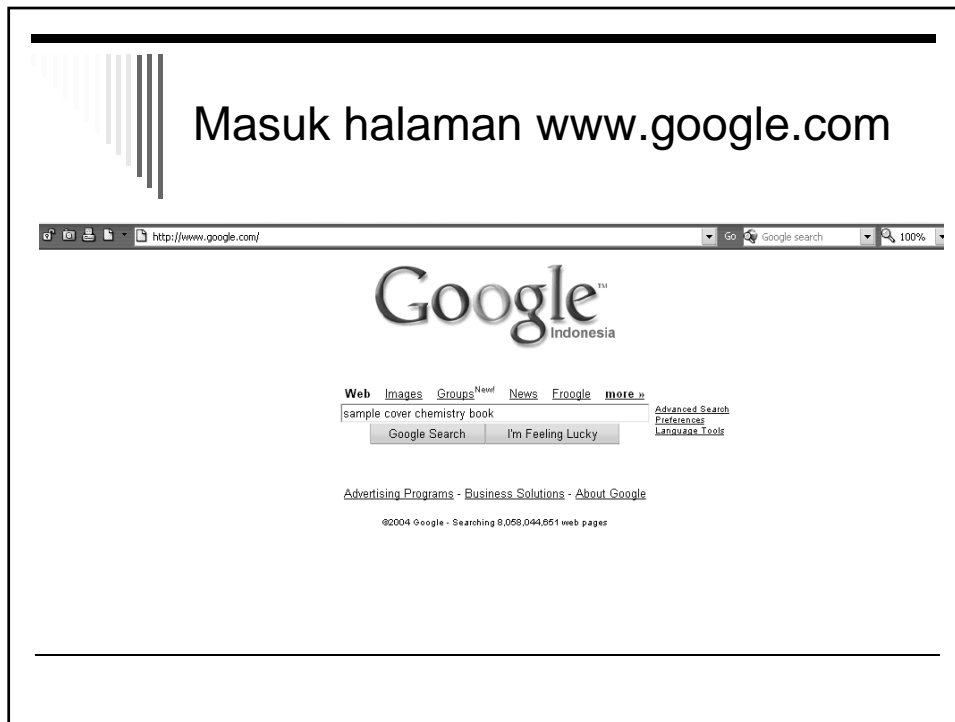 Masuk halaman www.google.com
http://www.google.com/ Go Google search 100%
Google™
Indonesia
Web Images Groups New! News Froogle more »
sample cover chemistry book
Advanced Search
Preferences
Language Tools
Google Search I'm Feeling Lucky
Advertising Programs - Business Solutions - About Google
©2004 Google - Searching 8,058,044,651 web pages